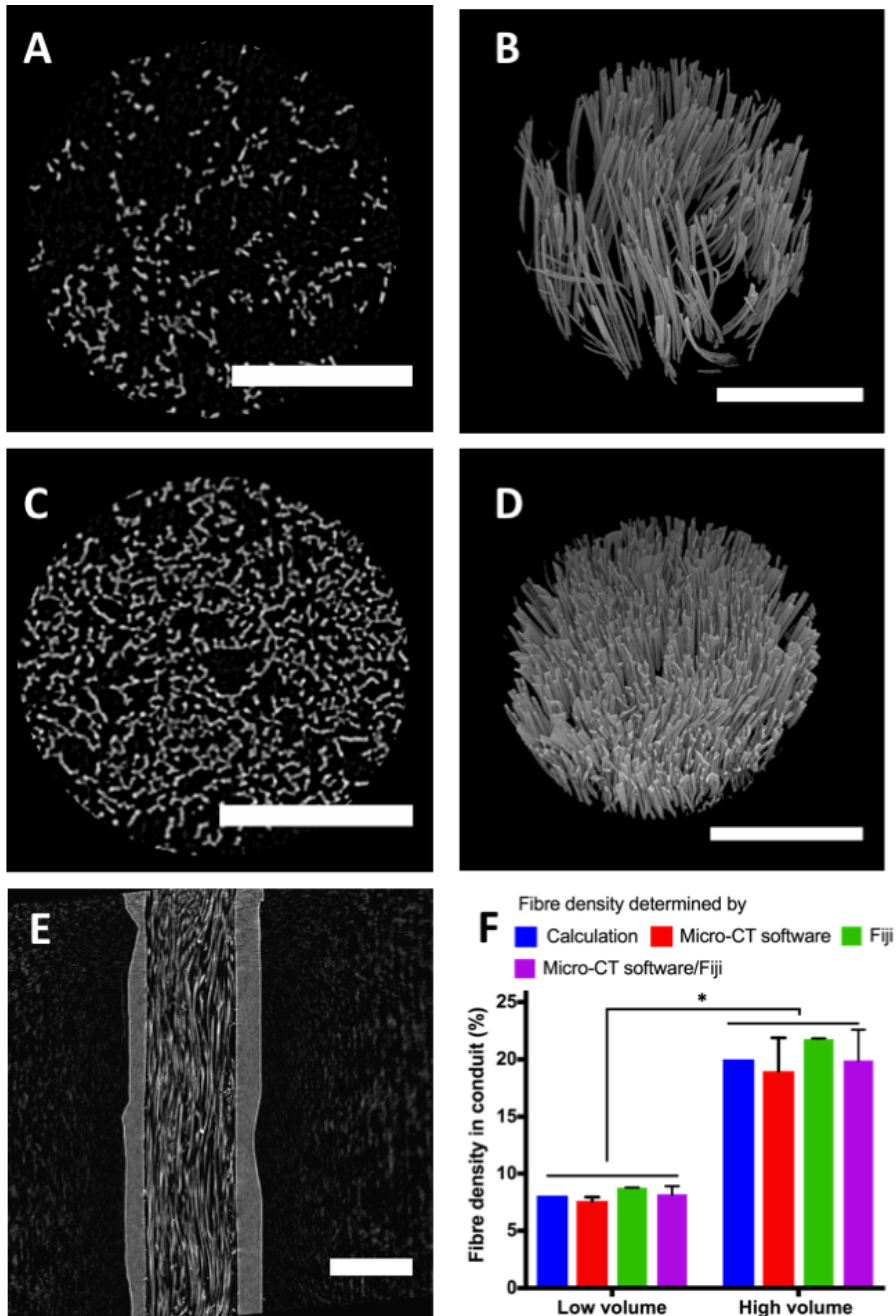 A
B
C
D
E
F
Fibre density determined by
Calculation Micro-CT software Fiji
Micro-CT software/Fiji
*
Fibre density in conduit (%)
25
20
15
10
5
0
Low volume High volume